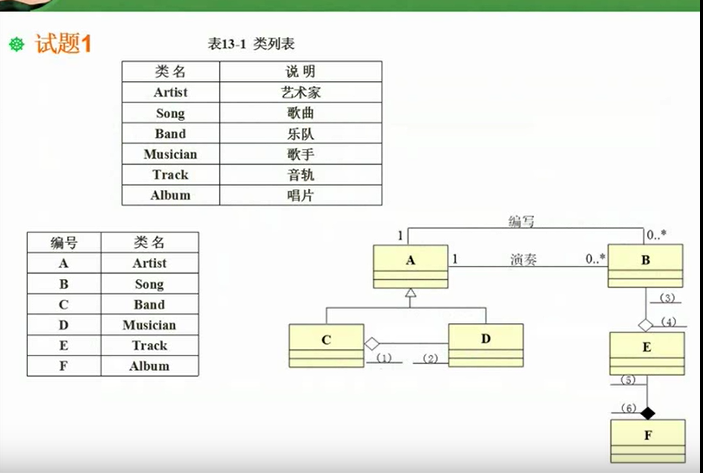 试题1
表13-1 类列表
类 名 说 明
Artist 艺术家
Song 歌曲
Band 乐队
Musician 歌手
Track 音轨
Album 唱片
编号 类 名
A Artist
B Song
C Band
D Musician
E Track
F Album
编写
1 0..*
A 1 演奏 0..* B
(3)
(4)
C D E
(1) (2)
(5)
(6)
F